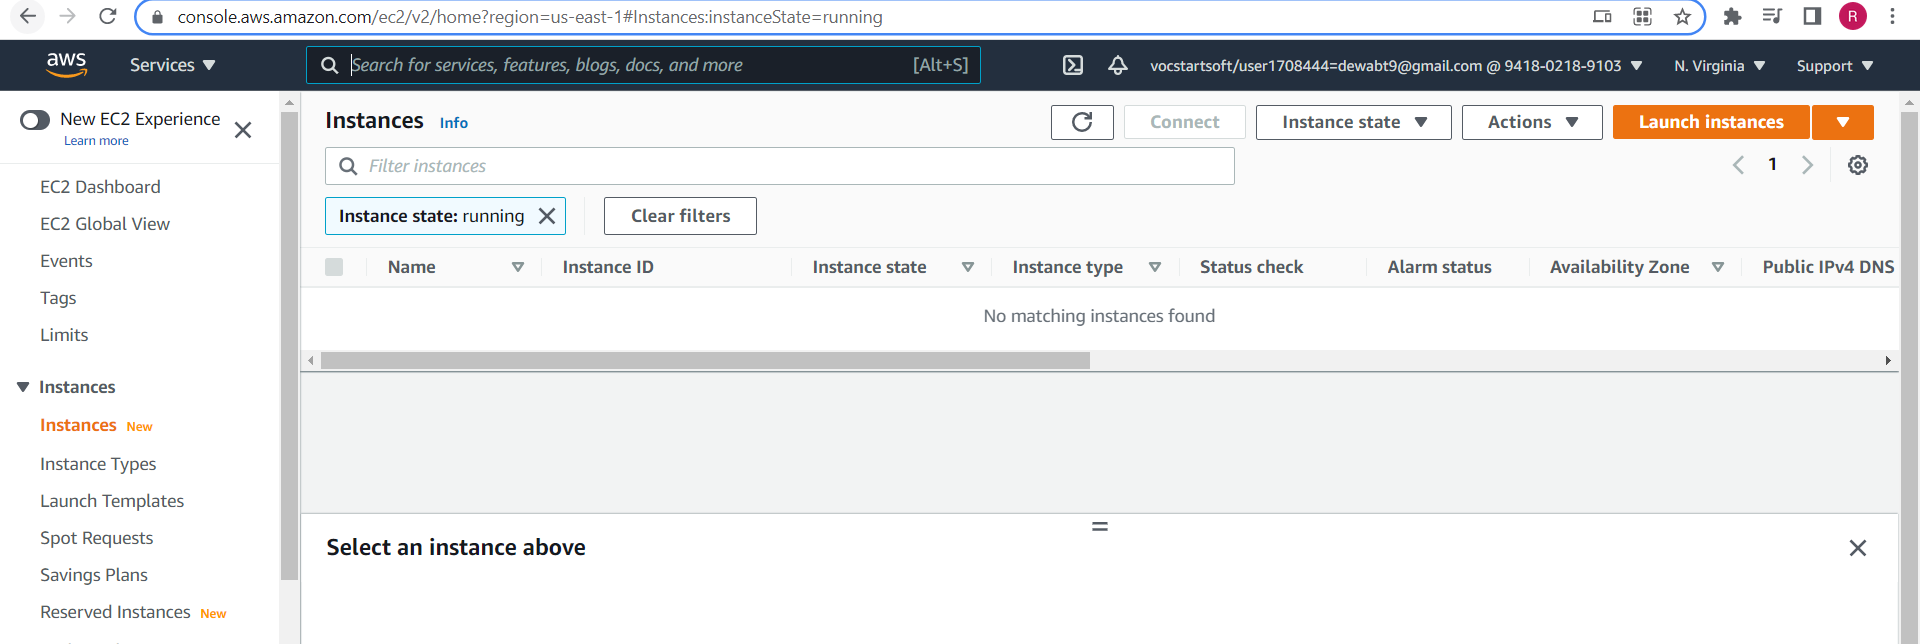 console.aws.amazon.com/ec2/v2/home?region=us-east-1#Instances:instanceState=running
R
aws
Services
Search for services, features, blogs, docs, and more
[Alt+S]
vocstartsoft/user1708444=dewabt9@gmail.com @ 9418-0218-9103
N. Virginia
Support
New EC2 Experience
Learn more
EC2 Dashboard
EC2 Global View
Events
Tags
Limits
Instances
Instances New
Instance Types
Launch Templates
Spot Requests
Savings Plans
Reserved Instances New
Instances Info
Connect
Instance state
Actions
Launch instances
Filter instances
1
Instance state: running
Clear filters
Name
Instance ID
Instance state
Instance type
Status check
Alarm status
Availability Zone
Public IPv4 DNS
No matching instances found
Select an instance above